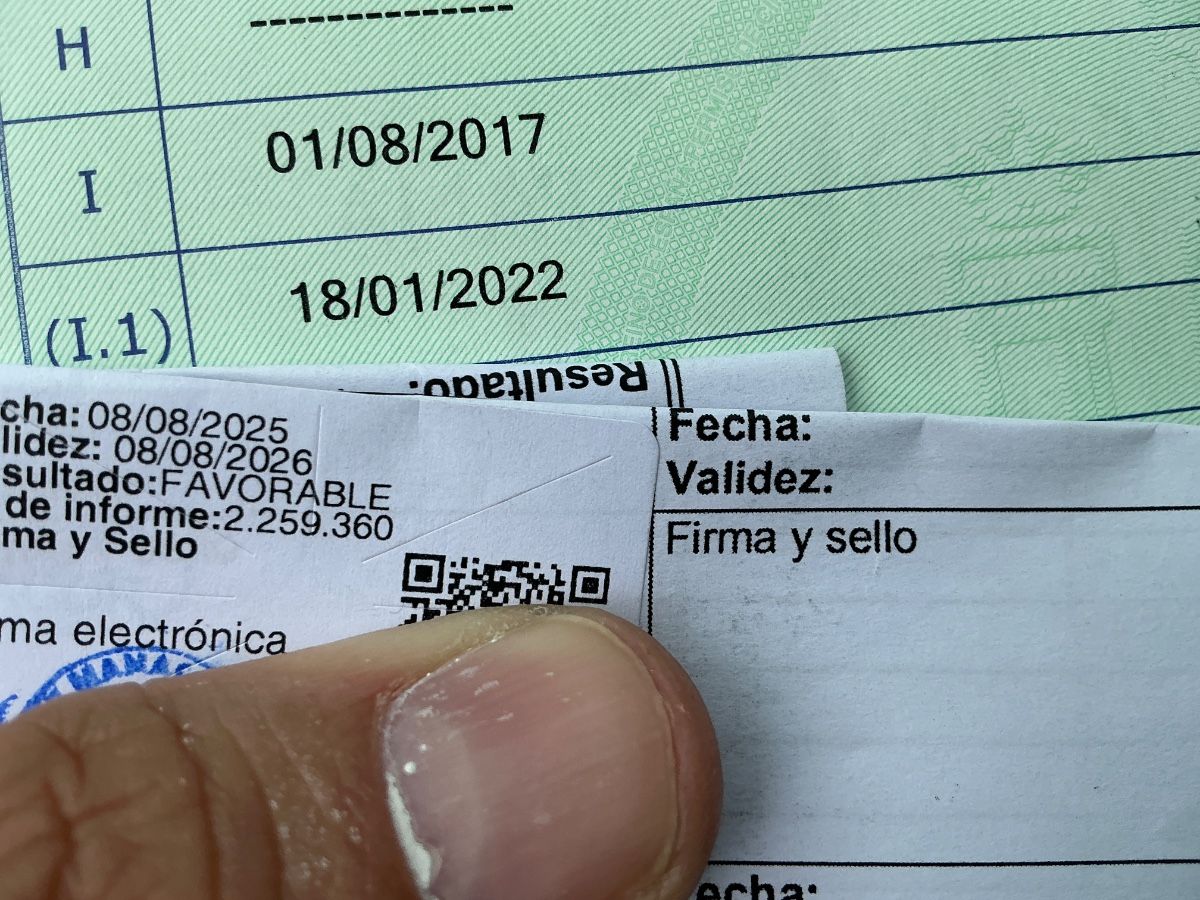 H ------------
I 01/08/2017
(I.1) 18/01/2022
Resultado:
cha: 08/08/2025
lidez: 08/08/2026
sultado:FAVORABLE
de informe:2.259.360
ma y Sello
ma electrónica
Fecha:
Validez:
Firma y sello
echa: